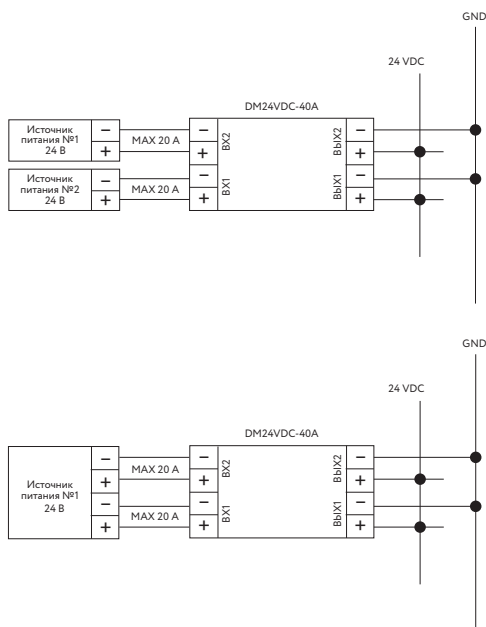 GND
24 VDC
DM24VDC-40A
Источник
питания №1
24 В
−
+
MAX 20 A
−
+
ВХ2
ВЫХ2
−
+
Источник
питания №2
24 В
−
+
MAX 20 A
−
+
ВХ1
ВЫХ1
−
+
GND
24 VDC
DM24VDC-40A
Источник
питания №1
24 В
−
+
−
+
MAX 20 A
MAX 20 A
−
+
−
+
ВХ2
ВХ1
ВЫХ2
ВЫХ1
−
+
−
+